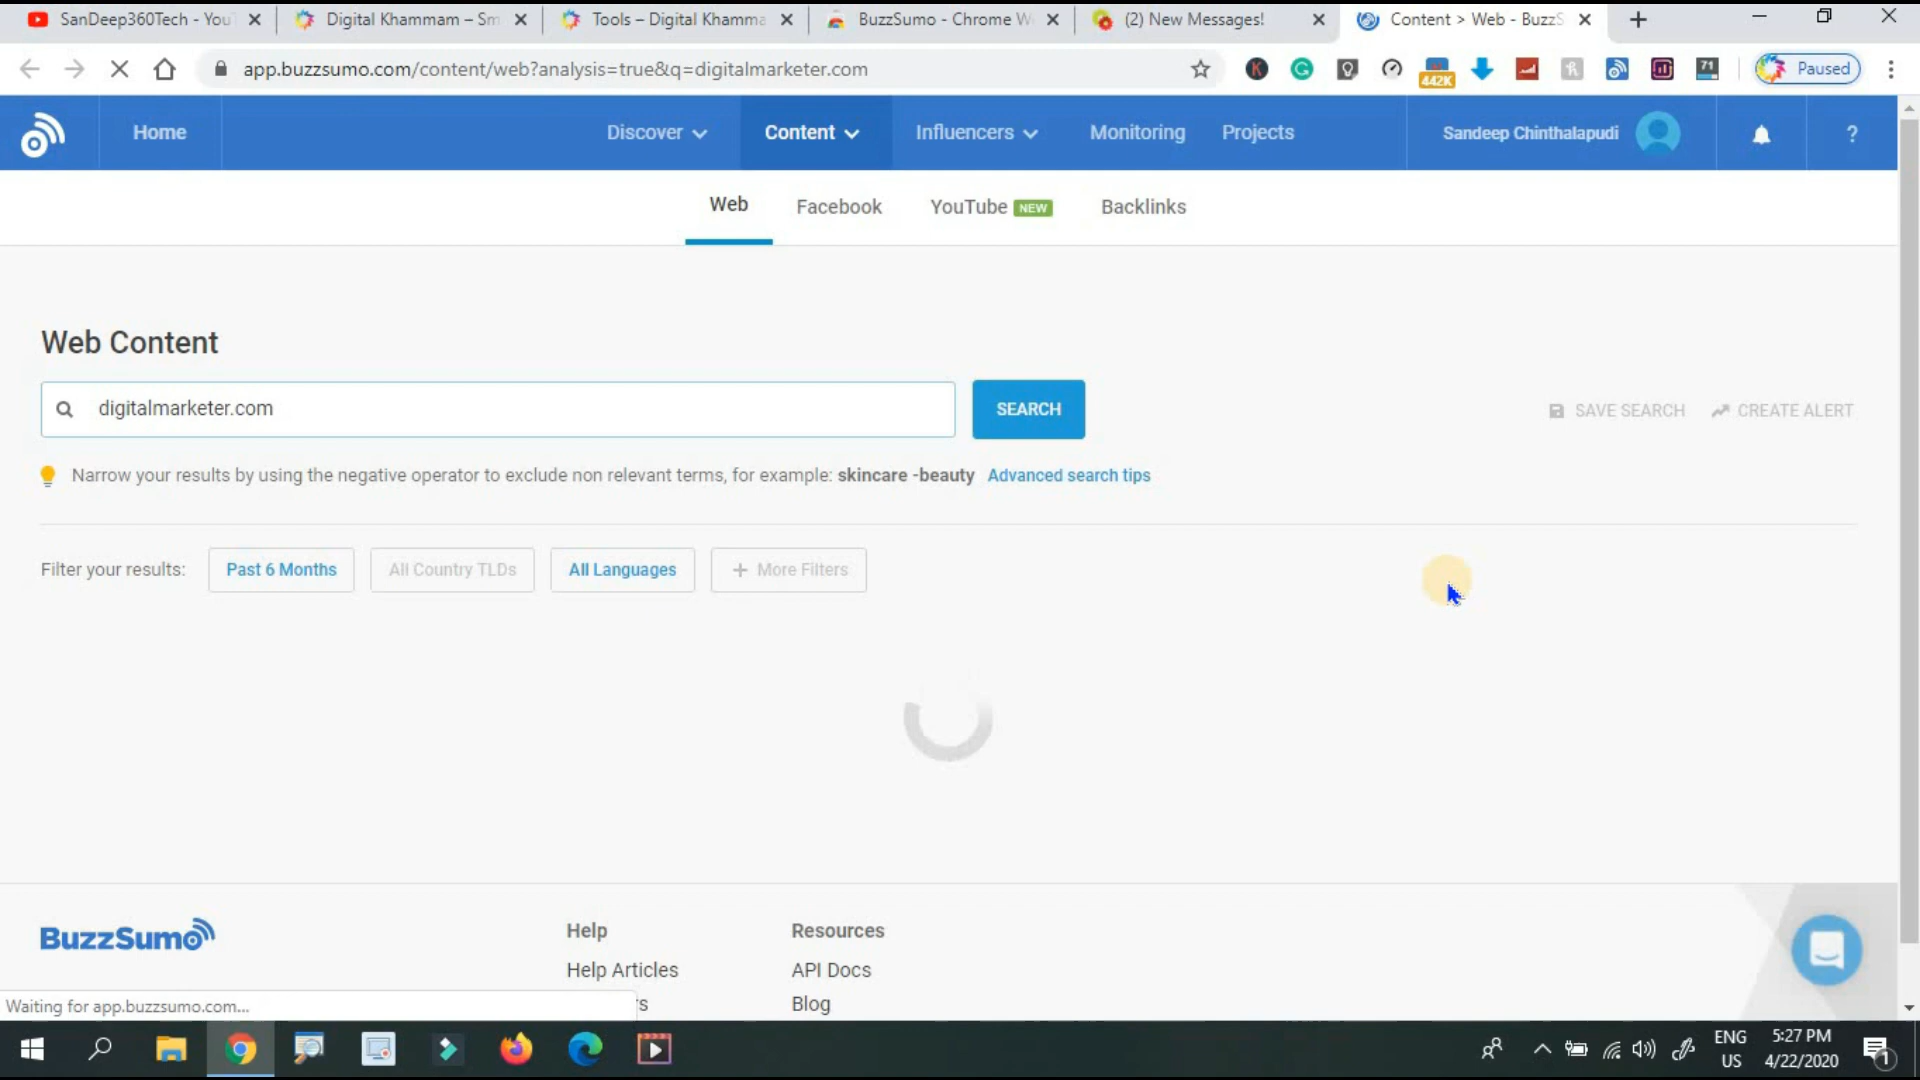 SanDeep360Tech - You
Digital Khammam – Sm
Tools – Digital Khamma
BuzzSumo - Chrome W
(2) New Messages!
Content > Web - BuzzS
app.buzzsumo.com/content/web?analysis=true&q=digitalmarketer.com
442K
71
Paused
Home
Discover
Content
Influencers
Monitoring
Projects
Sandeep Chinthalapudi
?
Web
Facebook
YouTube NEW
Backlinks
Web Content
digitalmarketer.com
SEARCH
SAVE SEARCH
CREATE ALERT
Narrow your results by using the negative operator to exclude non relevant terms, for example: skincare -beauty Advanced search tips
Filter your results:
Past 6 Months
All Country TLDs
All Languages
+ More Filters
BuzzSumo
Help
Resources
Help Articles
API Docs
Blog
Waiting for app.buzzsumo.com...
ENG
US
5:27 PM
4/22/2020
1